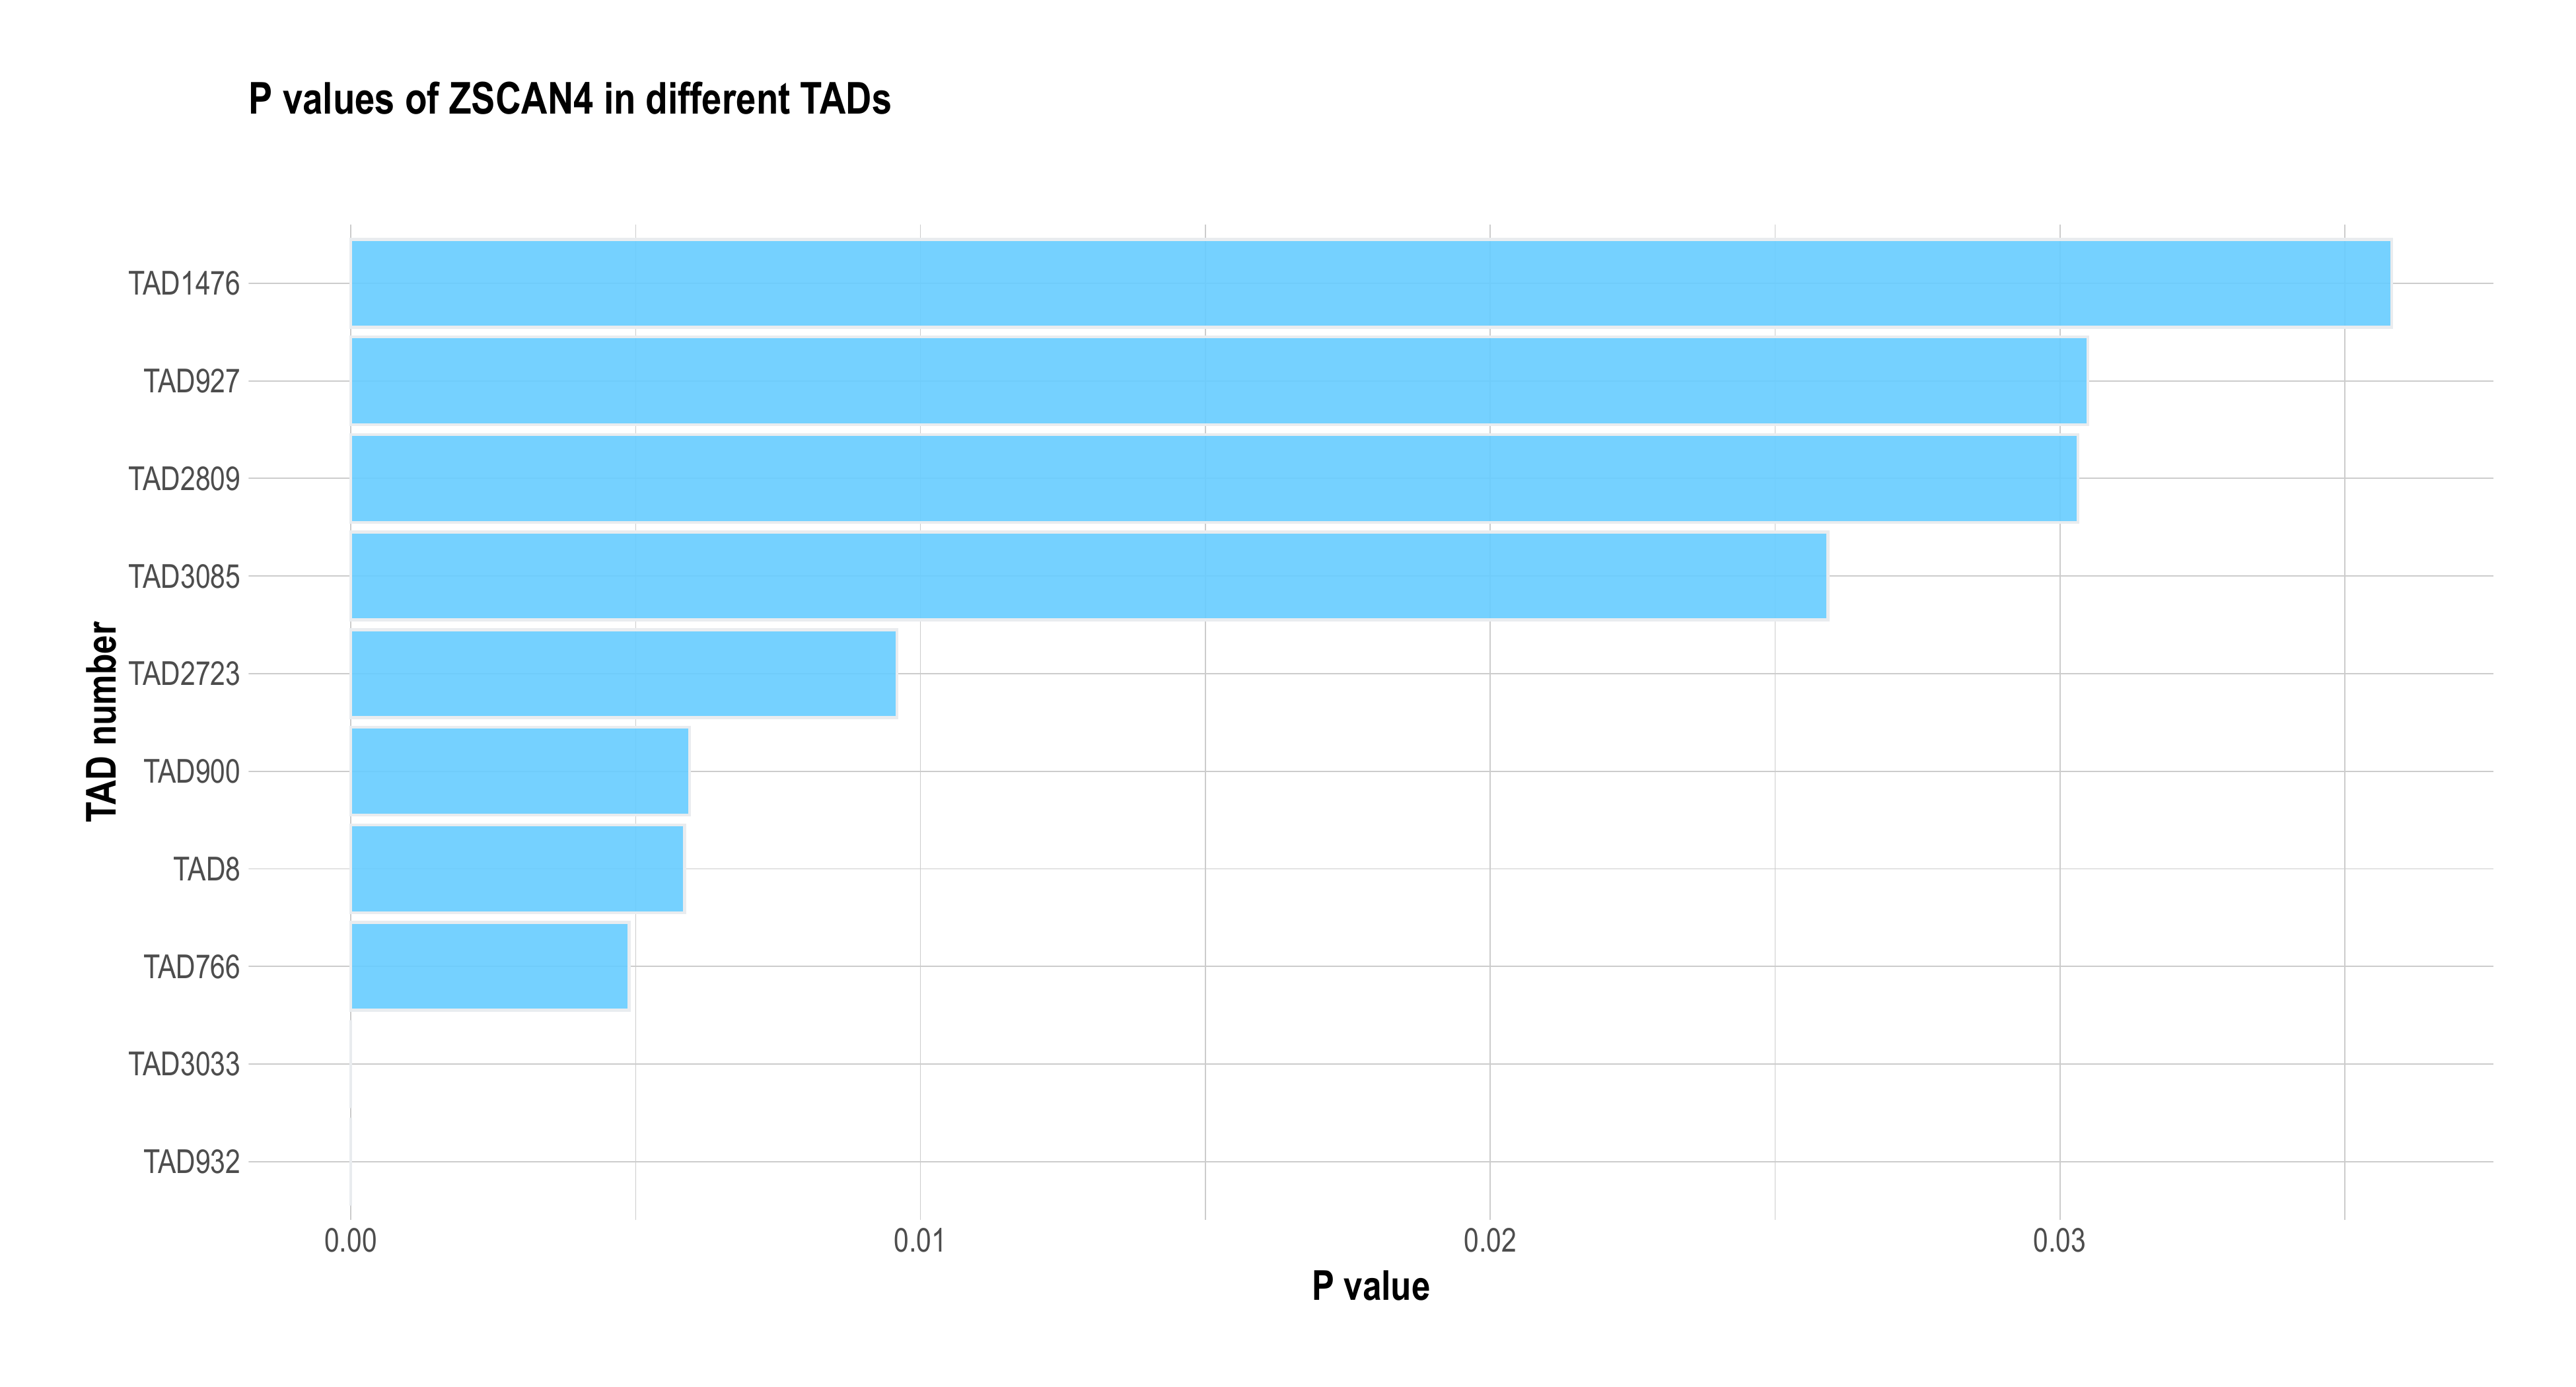 P values of ZSCAN4 in different TADs
TAD number
TAD1476
TAD927
TAD2809
TAD3085
TAD2723
TAD900
TAD8
TAD766
TAD3033
TAD932
0.00 0.01 0.02 0.03
P value